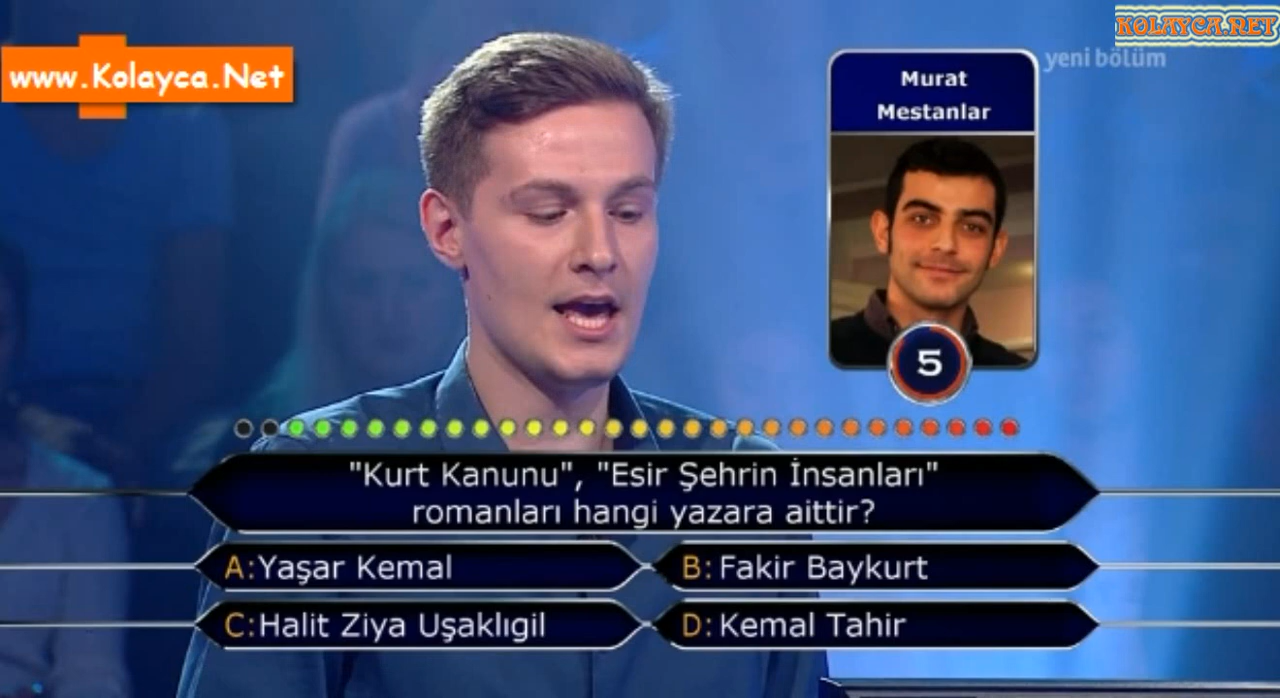 KOLAYCA.NET
www.Kolayca.Net
yeni bölüm
Murat
Mestanlar
5
"Kurt Kanunu", "Esir Şehrin İnsanları"
romanları hangi yazara aittir?
A:Yaşar Kemal
B:Fakir Baykurt
C:Halit Ziya Uşaklıgil
D:Kemal Tahir